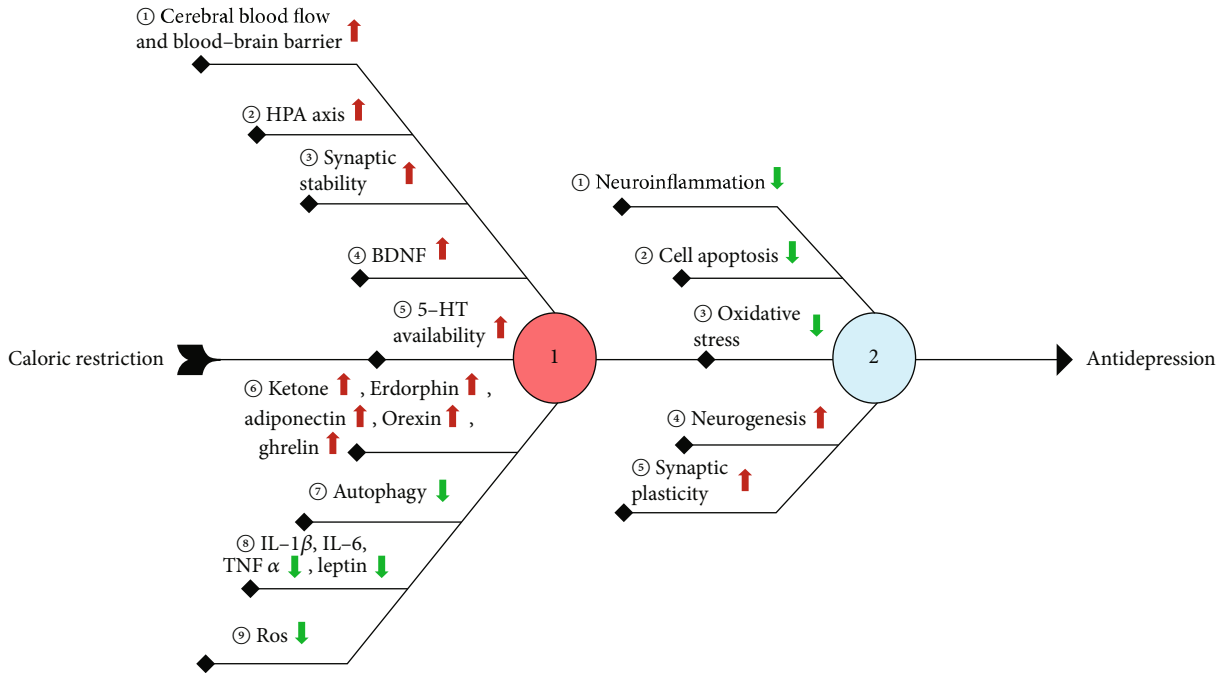 ① Cerebral blood flow
and blood–brain barrier
② HPA axis
③ Synaptic
stability
④ BDNF
⑤ 5–HT
availability
Caloric restriction
⑥ Ketone , Erdorphin ,
adiponectin , Orexin ,
ghrelin
⑦ Autophagy
⑧ IL–1β, IL–6,
TNF α , leptin
⑨ Ros
1
① Neuroinflammation
② Cell apoptosis
③ Oxidative
stress
④ Neurogenesis
⑤ Synaptic
plasticity
2
Antidepression